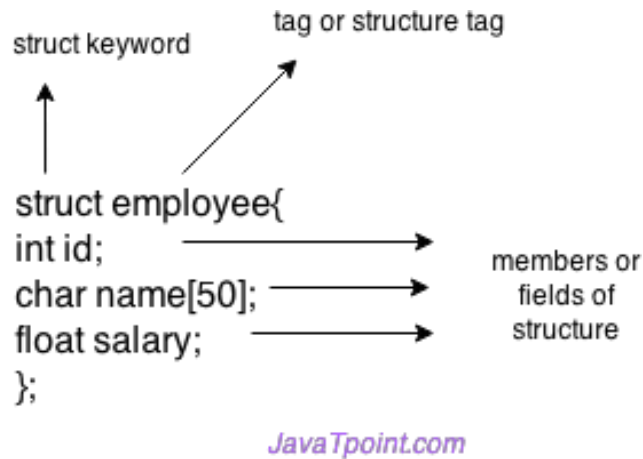 struct keyword
tag or structure tag
struct employee{
int id;
char name[50];
float salary;
};
members or
fields of
structure
JavaTpoint.com